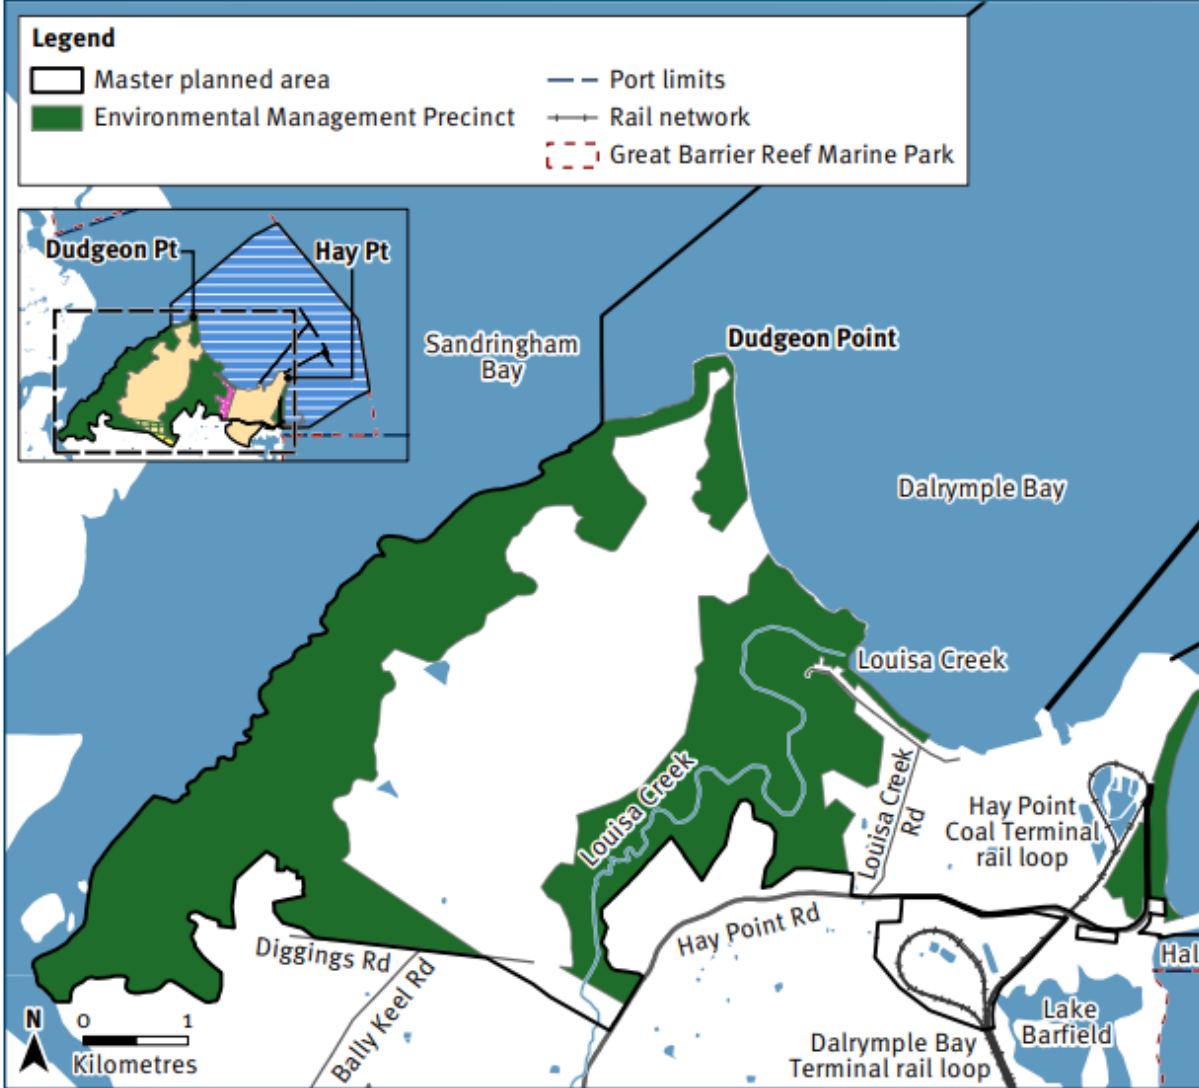 Legend
Master planned area
Environmental Management Precinct
Port limits
Rail network
Great Barrier Reef Marine Park
Dudgeon Pt
Hay Pt
Sandringham
Bay
Dudgeon Point
Dalrymple Bay
Louisa Creek
Louisa Creek
Louisa Creek
Rd
Hay Point
Coal Terminal
rail loop
Hay Point Rd
Diggings Rd
Bally Keel Rd
Hal
Lake
Barfield
Dalrymple Bay
Terminal rail loop
N
0 1
Kilometres